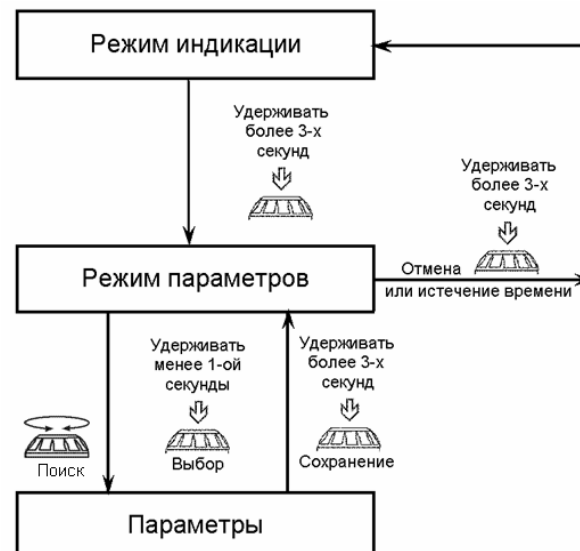 Режим индикации
Удерживать
более 3-х
секунд
Удерживать
более 3-х
секунд
Режим параметров
Отмена
или истечение времени
Удерживать
менее 1-ой
секунды
Удерживать
более 3-х
секунд
Поиск
Выбор
Сохранение
Параметры